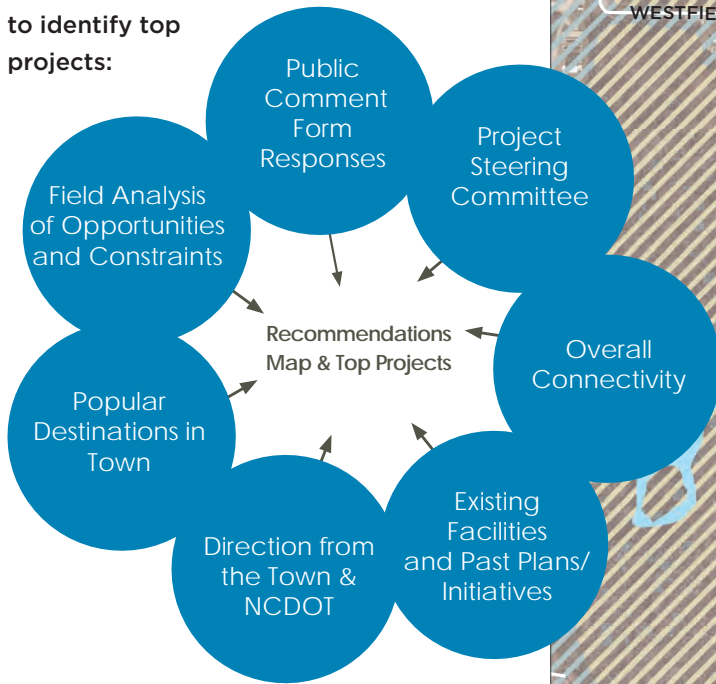 to identify top
projects:
WESTFIE
Public
Comment
Form
Responses
Project
Steering
Committee
Overall
Connectivity
Existing
Facilities
and Past Plans/
Initiatives
Direction from
the Town &
NCDOT
Popular
Destinations in
Town
Field Analysis
of Opportunities
and Constraints
Recommendations
Map & Top Projects